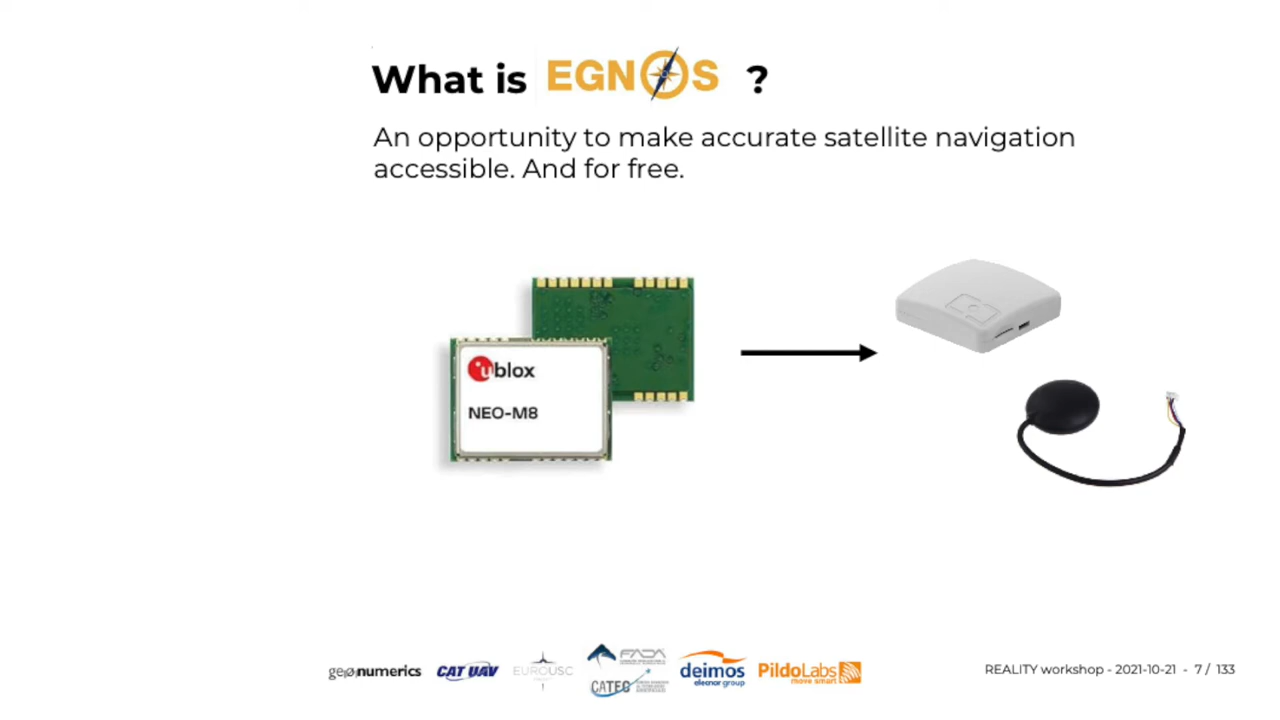 What is EGNOS ?
An opportunity to make accurate satellite navigation
accessible. And for free.
ublox
NEO-M8
geonumerics CAT UAV EUROUSC FADA CATEC deimos elecnor group PildoLabs move smart
REALITY workshop - 2021-10-21 - 7 / 133